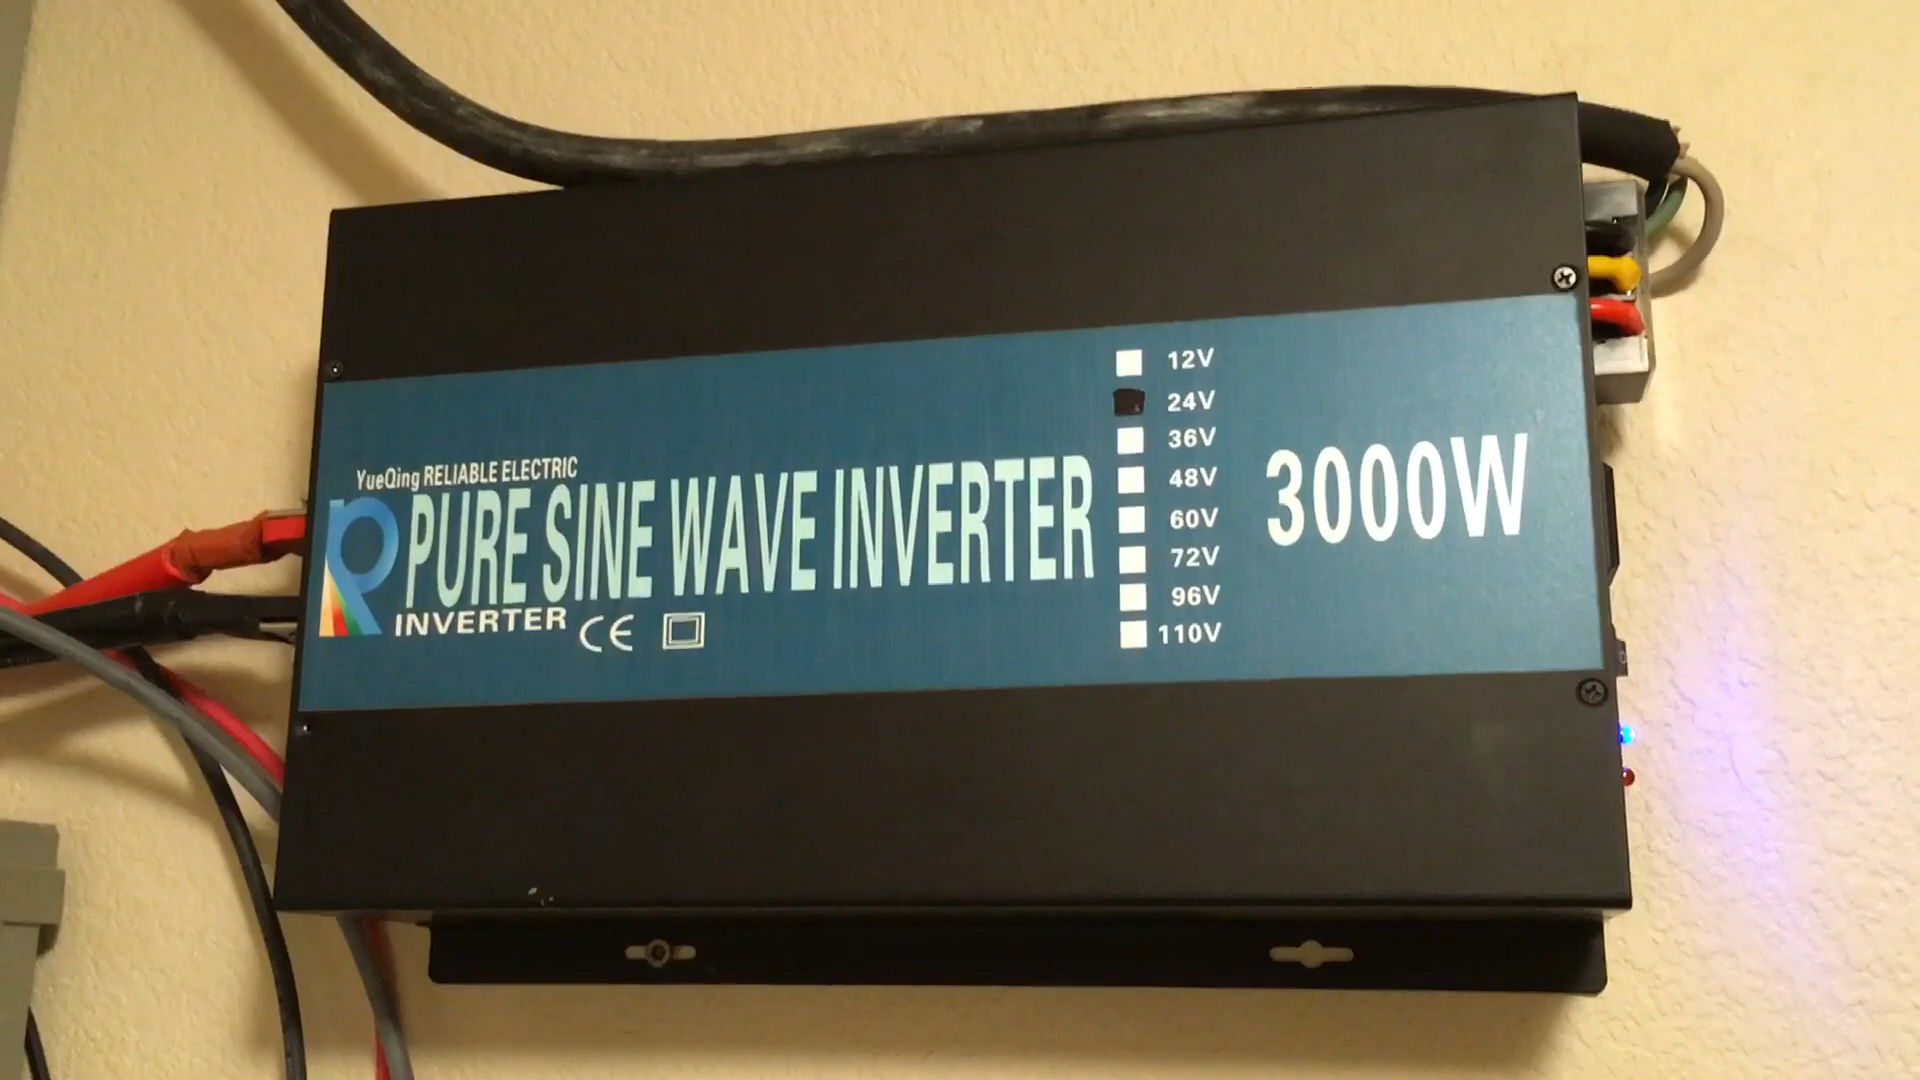 YueQing RELIABLE ELECTRIC
PURE SINE WAVE INVERTER
INVERTER CE
12V
24V
36V
48V
60V
72V
96V
110V
3000W